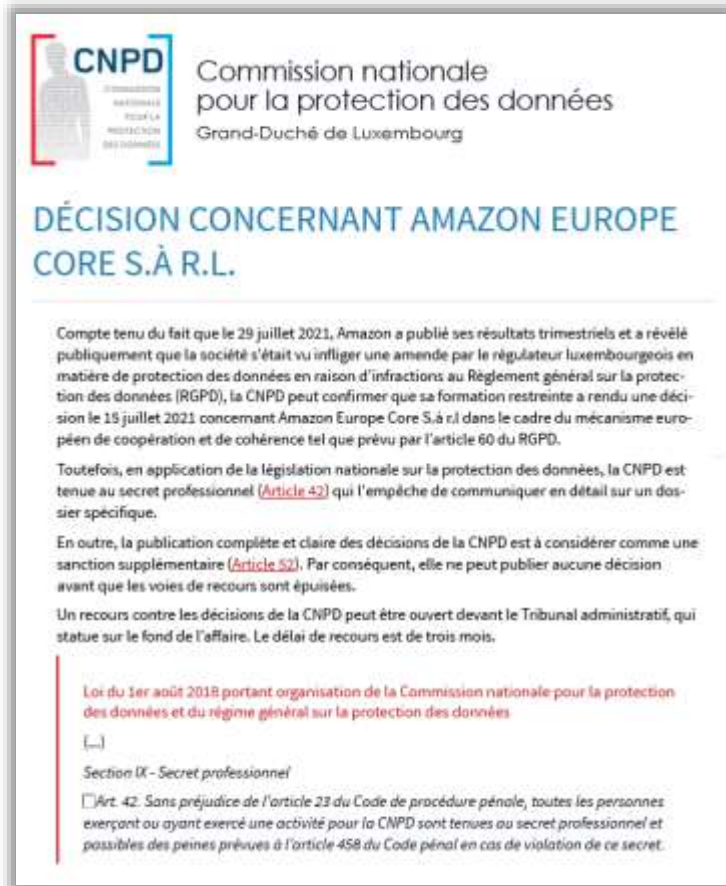 CNPD
COMMISSION
NATIONALE
POUR LA
PROTECTION
DES DONNÉES
Commission nationale
pour la protection des données
Grand-Duché de Luxembourg
DÉCISION CONCERNANT AMAZON EUROPE
CORE S.À R.L.
Compte tenu du fait que le 29 juillet 2021, Amazon a publié ses résultats trimestriels et a révélé
publiquement que la société s'était vu infliger une amende par le régulateur luxembourgeois en
matière de protection des données en raison d'infractions au Règlement général sur la protec-
tion des données (RGPD), la CNPD peut confirmer que sa formation restreinte a rendu une déci-
sion le 15 juillet 2021 concernant Amazon Europe Core S.à r.l dans le cadre du mécanisme euro-
péen de coopération et de cohérence tel que prévu par l'article 60 du RGPD.
Toutefois, en application de la législation nationale sur la protection des données, la CNPD est
tenue au secret professionnel (Article 42) qui l'empêche de communiquer en détail sur un dos-
sier spécifique.
En outre, la publication complète et claire des décisions de la CNPD est à considérer comme une
sanction supplémentaire (Article 52). Par conséquent, elle ne peut publier aucune décision
avant que les voies de recours sont épuisées.
Un recours contre les décisions de la CNPD peut être ouvert devant le Tribunal administratif, qui
statue sur le fond de l'affaire. Le délai de recours est de trois mois.
Loi du 1er août 2018 portant organisation de la Commission nationale pour la protection
des données et du régime général sur la protection des données
(...)
Section IX - Secret professionnel
Art. 42. Sans préjudice de l'article 23 du Code de procédure pénale, toutes les personnes
exerçant ou ayant exercé une activité pour la CNPD sont tenues au secret professionnel et
passibles des peines prévues à l'article 458 du Code pénal en cas de violation de ce secret.